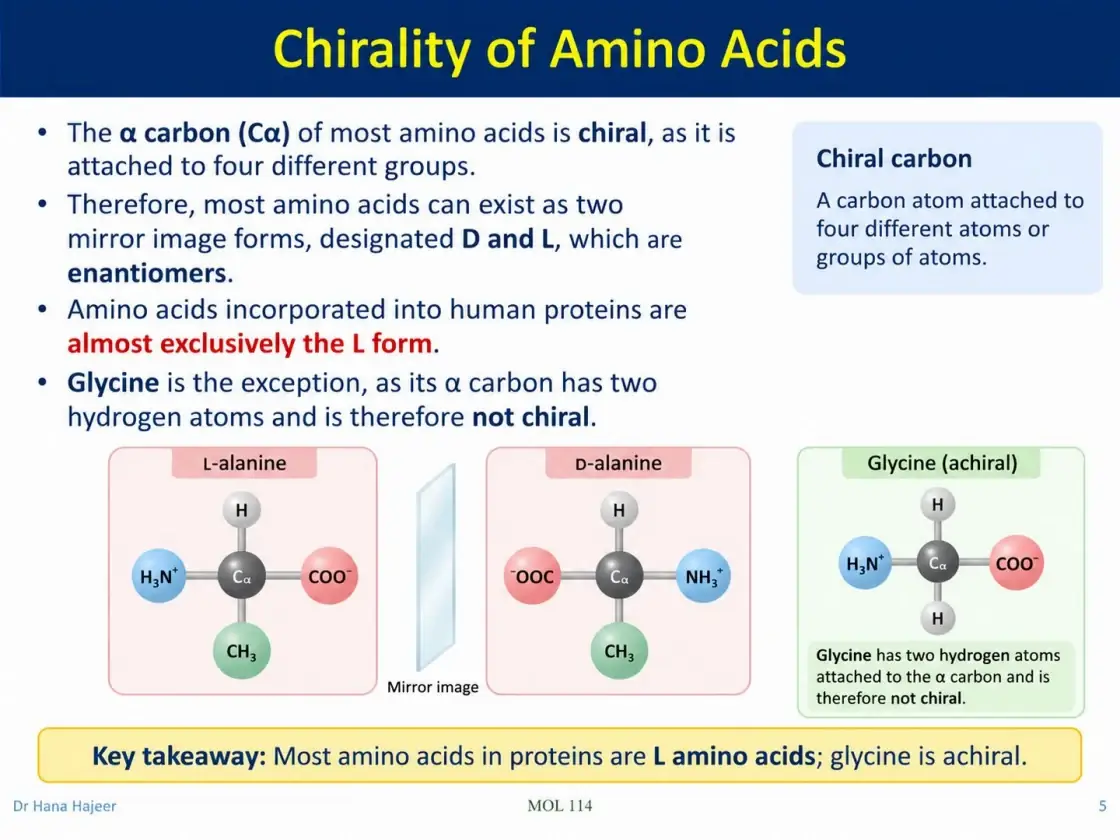 Chirality of Amino Acids
• The α carbon (Cα) of most amino acids is chiral, as it is
attached to four different groups.
• Therefore, most amino acids can exist as two
mirror image forms, designated D and L, which are
enantiomers.
• Amino acids incorporated into human proteins are
almost exclusively the L form.
• Glycine is the exception, as its α carbon has two
hydrogen atoms and is therefore not chiral.
Chiral carbon
A carbon atom attached to
four different atoms or
groups of atoms.
L-alanine
H
H₃N⁺ Cα COO⁻
CH₃
Mirror image
D-alanine
H
⁻OOC Cα NH₃⁺
CH₃
Glycine (achiral)
H
H₃N⁺ Cα COO⁻
H
Glycine has two hydrogen atoms
attached to the α carbon and is
therefore not chiral.
Key takeaway: Most amino acids in proteins are L amino acids; glycine is achiral.
Dr Hana Hajeer
MOL 114
5